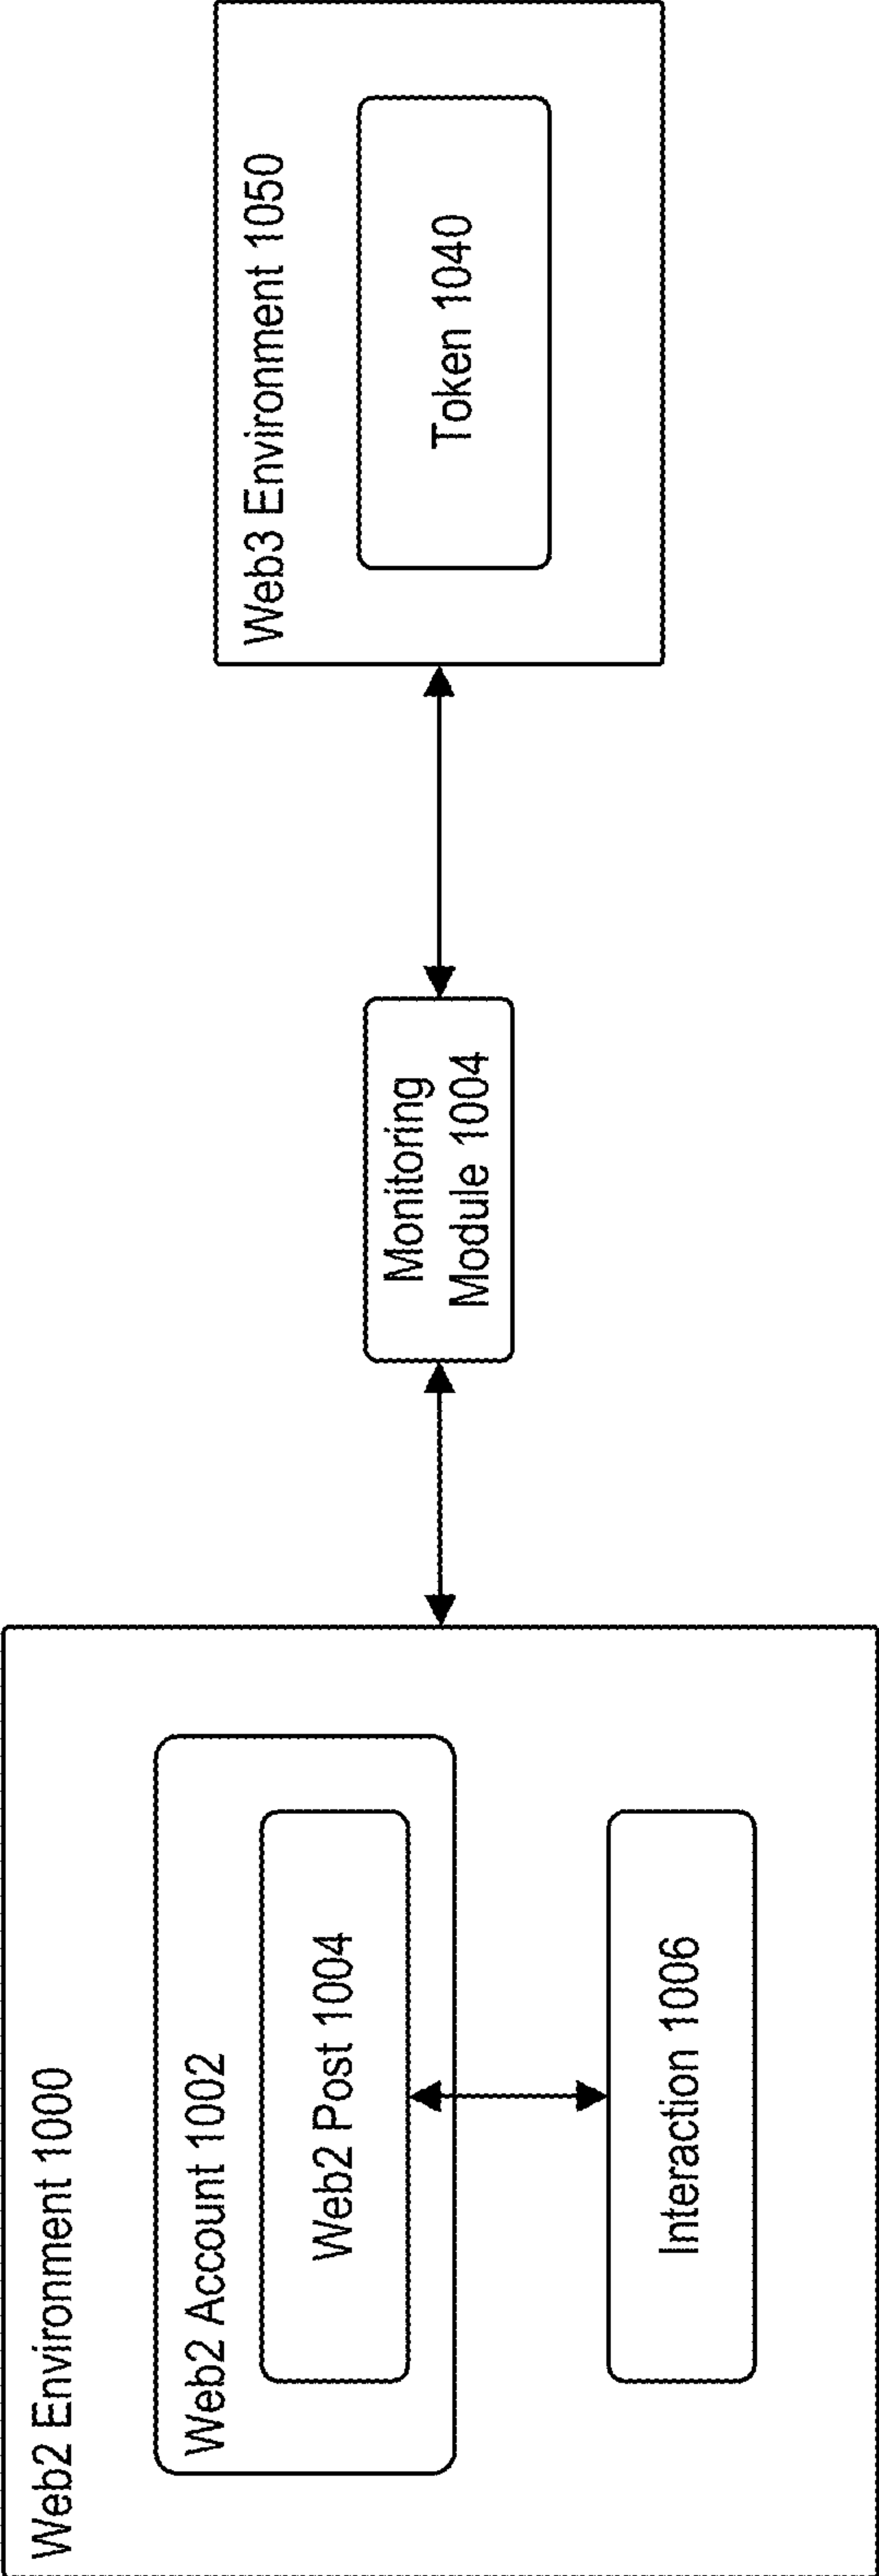 Web2 Environment 1000
Web2 Account 1002
Web2 Post 1004
Interaction 1006
Monitoring
Module 1004
Web3 Environment 1050
Token 1040